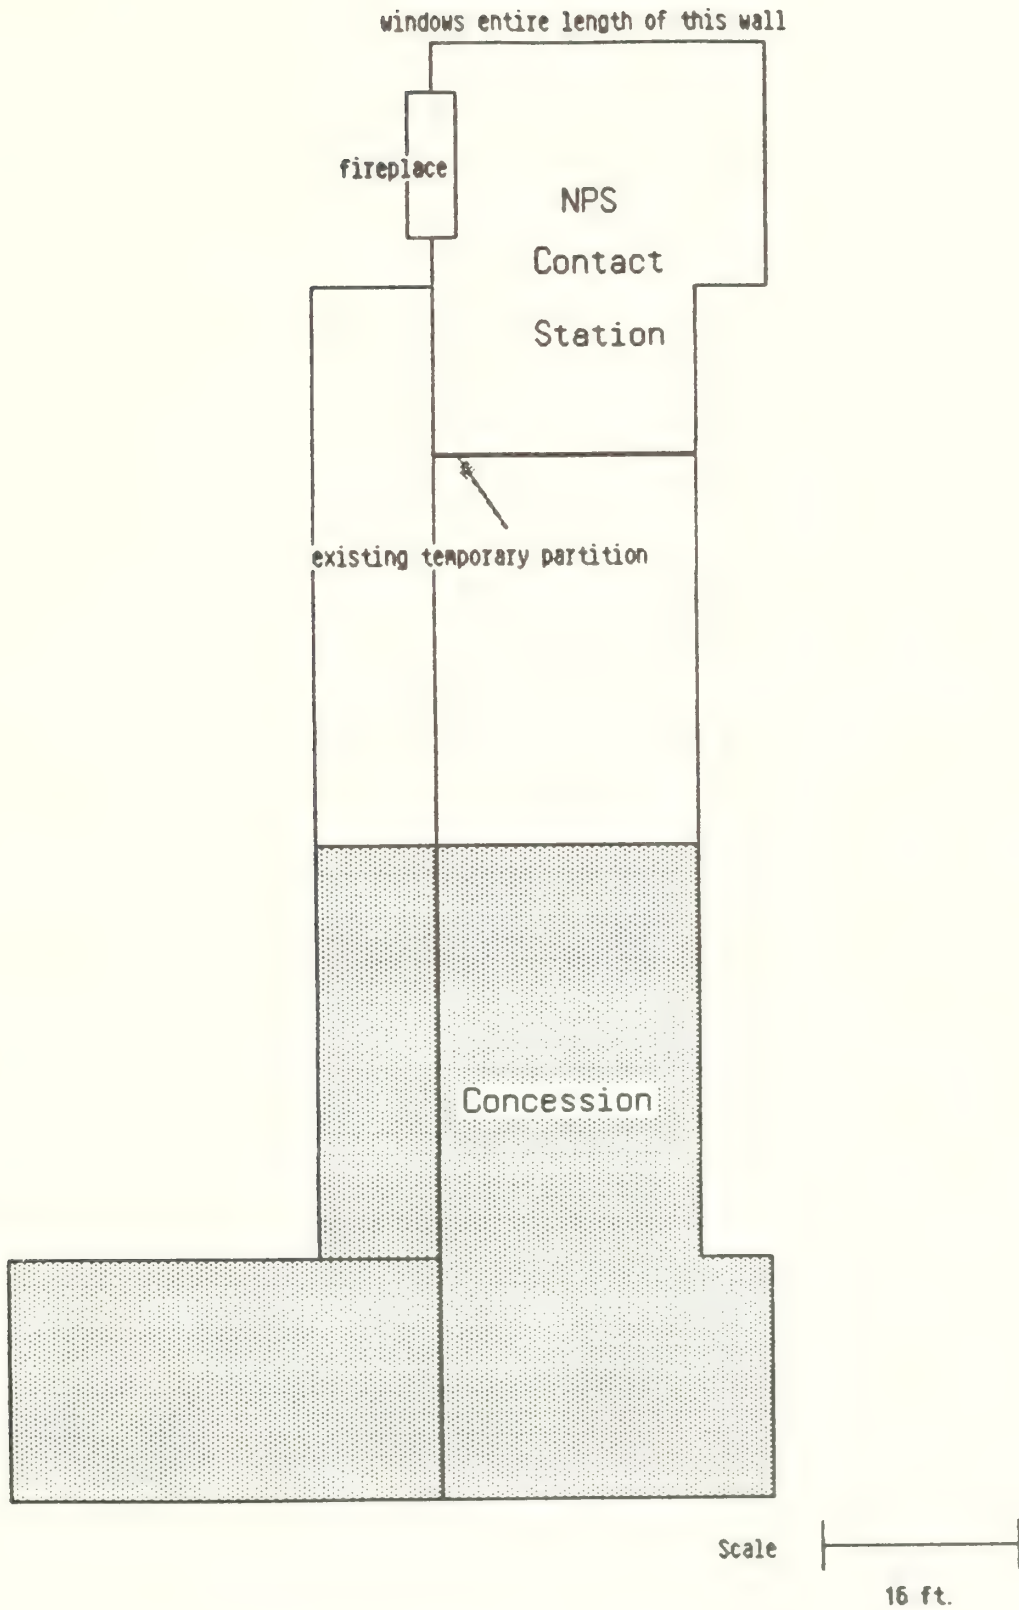 windows entire length of this wall
fireplace
NPS
Contact
Station
existing temporary partition
Concession
Scale
16 ft.